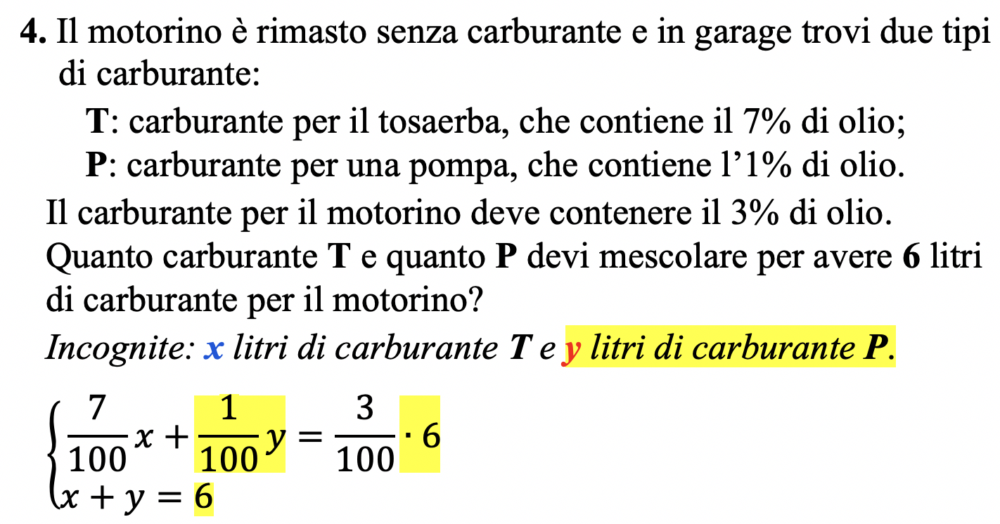 4. Il motorino è rimasto senza carburante e in garage trovi due tipi
di carburante:
T: carburante per il tosaerba, che contiene il 7% di olio;
P: carburante per una pompa, che contiene l’1% di olio.
Il carburante per il motorino deve contenere il 3% di olio.
Quanto carburante T e quanto P devi mescolare per avere 6 litri
di carburante per il motorino?
Incognite: x litri di carburante T e y litri di carburante P.
{ 7/100 x + 1/100 y = 3/100 · 6
x + y = 6